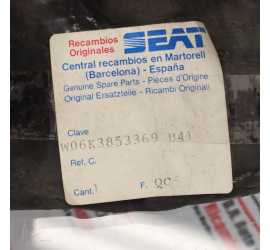 Recambios
Originales
SEAT
Central recambios en Martorell
(Barcelona) - España
Genuine Spare Parts - Pièces d'Origine
Original Ersatzteile - Ricambi Originali
Clave
W06K3853369 B41
Ref. C.
Cant. 1 F.